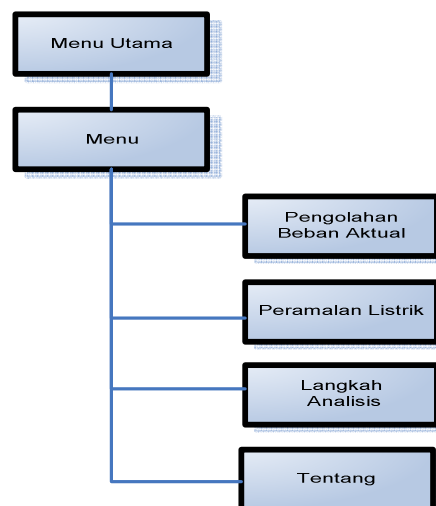 Menu Utama
Menu
Pengolahan
Beban Aktual
Peramalan Listrik
Langkah
Analisis
Tentang